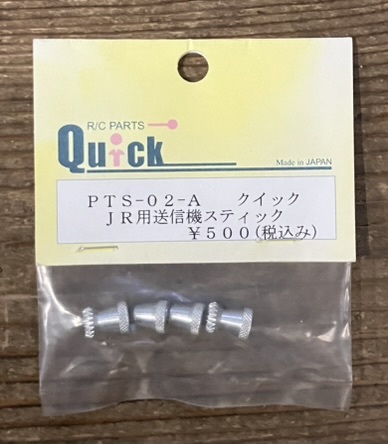 R/C PARTS
Quick
Made in JAPAN
PTS-02-A クイック
JR用送信機スティック
￥500(税込み)